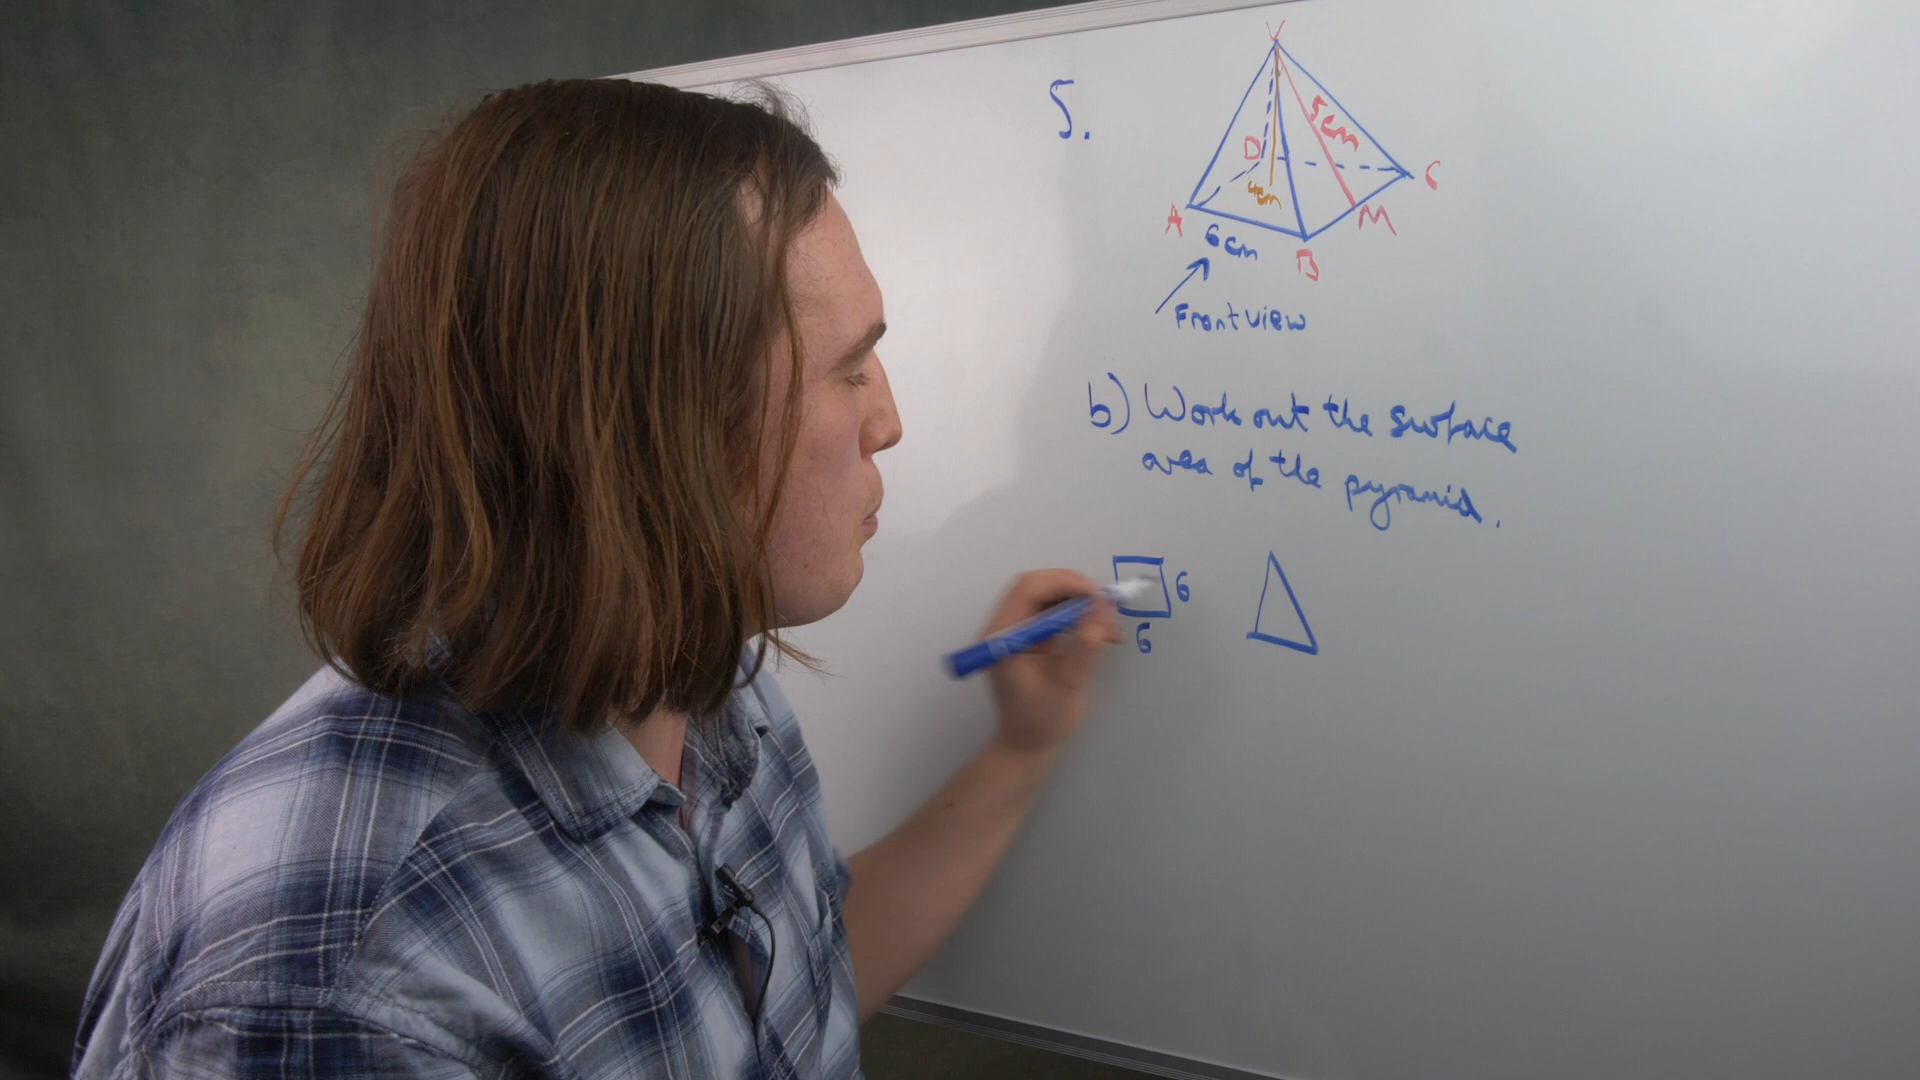 V
5.
5cm
D
C
4cm
A
M
6cm
B
Front view
b) Work out the surface
area of the pyramid.
6
6